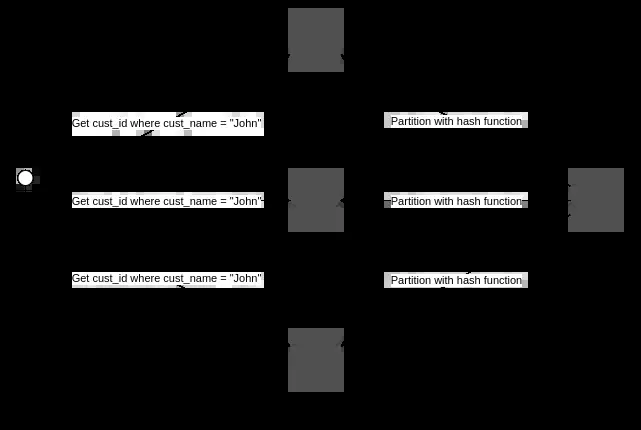 Get cust_id where cust_name = "John"
Partition with hash function
Get cust_id where cust_name = "John"
Partition with hash function
Get cust_id where cust_name = "John"
Partition with hash function